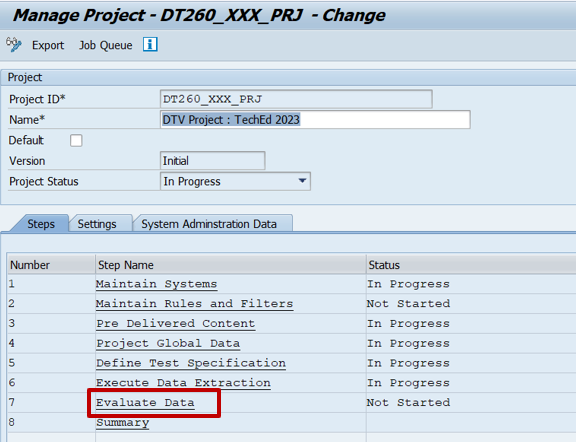 Manage Project - DT260_XXX_PRJ - Change
Export Job Queue
Project
Project ID* DT260_XXX_PRJ
Name* DTV Project : TechEd 2023
Default
Version Initial
Project Status In Progress
Steps Settings System Adminstration Data
Number Step Name Status
1 Maintain Systems In Progress
2 Maintain Rules and Filters Not Started
3 Pre Delivered Content In Progress
4 Project Global Data In Progress
5 Define Test Specification In Progress
6 Execute Data Extraction In Progress
7 Evaluate Data Not Started
8 Summary